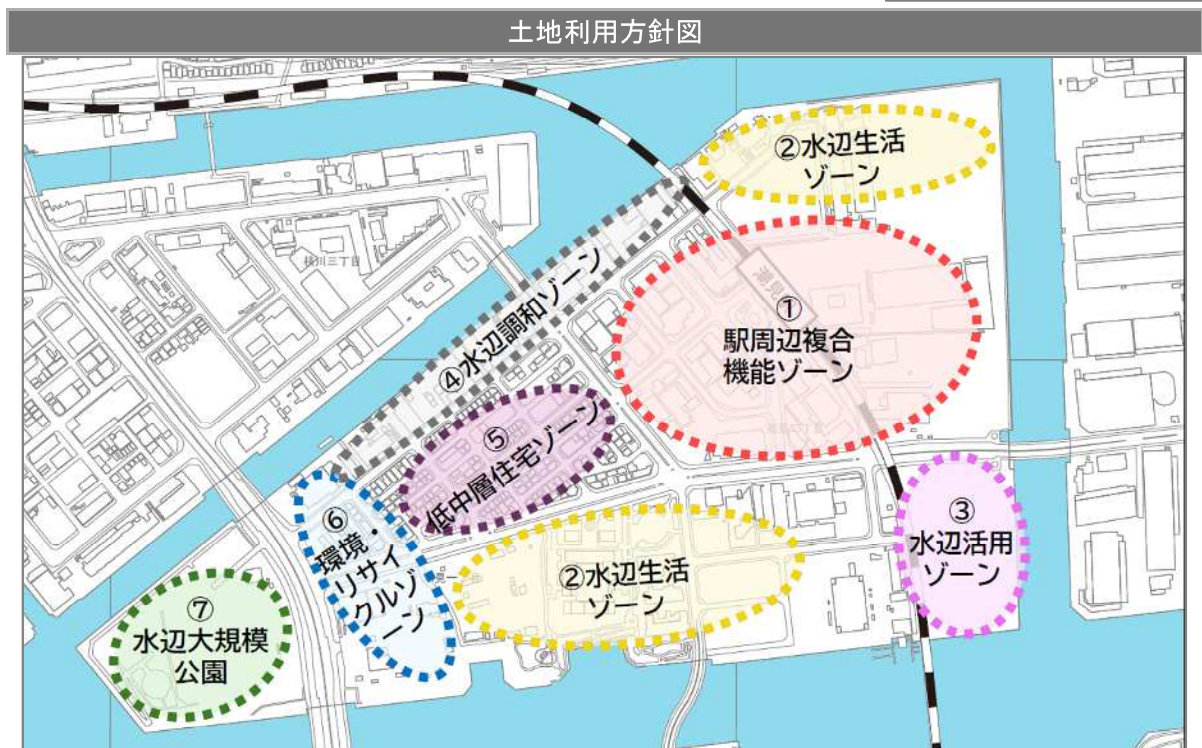 土地利用方針図
②水辺生活
ゾーン
①
駅周辺複合
機能ゾーン
④水辺調和ゾーン
⑤
低中層住宅ゾーン
③
水辺活用
ゾーン
⑥
環境・
リサイ
クルゾ
ーン
②水辺生活
ゾーン
⑦
水辺大規模
公園